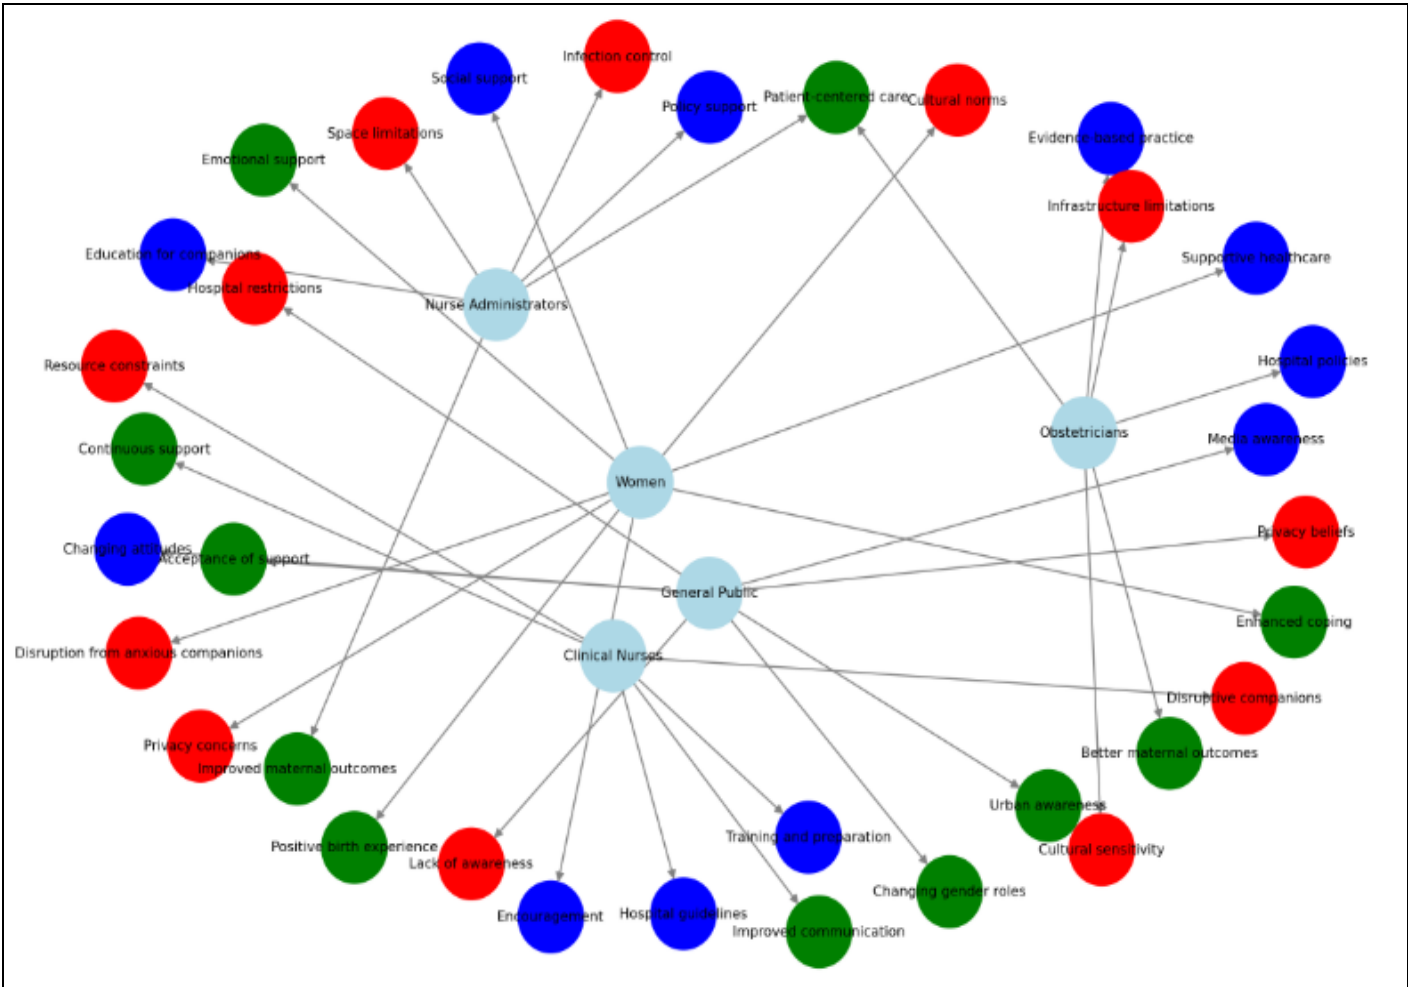 Infection control
Social support
Policy support
Patient-centered care
Cultural norms
Space limitations
Evidence-based practice
Emotional support
Infrastructure limitations
Education for companions
Supportive healthcare
Hospital restrictions
Nurse Administrators
Hospital policies
Resource constraints
Obstetricians
Media awareness
Continuous support
Women
Privacy beliefs
Changing attitudes
Acceptance of support
General Public
Enhanced coping
Disruption from anxious companions
Clinical Nurses
Disruptive companions
Privacy concerns
Better maternal outcomes
Improved maternal outcomes
Urban awareness
Training and preparation
Positive birth experience
Cultural sensitivity
Lack of awareness
Changing gender roles
Encouragement
Hospital guidelines
Improved communication